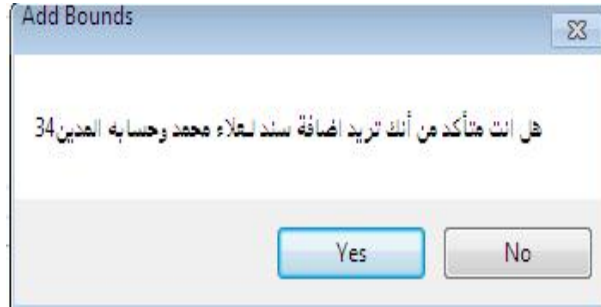 Add Bounds
هل انت متأكد من أنك تريد اضافة سند لعلاء محمد وحسابه المدين34
Yes
No